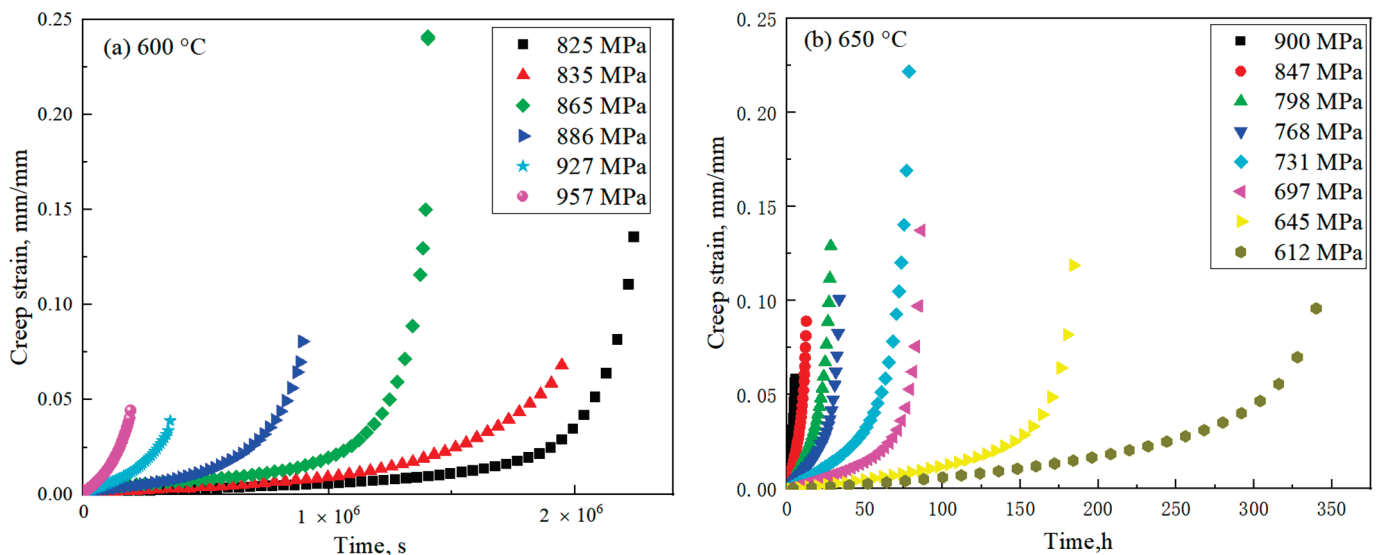 (a) 600 °C
825 MPa
835 MPa
865 MPa
886 MPa
927 MPa
957 MPa
Creep strain, mm/mm
0.25
0.20
0.15
0.10
0.05
0.00
0
1 × 10⁶
2 × 10⁶
Time, s
(b) 650 °C
900 MPa
847 MPa
798 MPa
768 MPa
731 MPa
697 MPa
645 MPa
612 MPa
Creep strain, mm/mm
0.25
0.20
0.15
0.10
0.05
0.00
0
50
100
150
200
250
300
350
Time,h